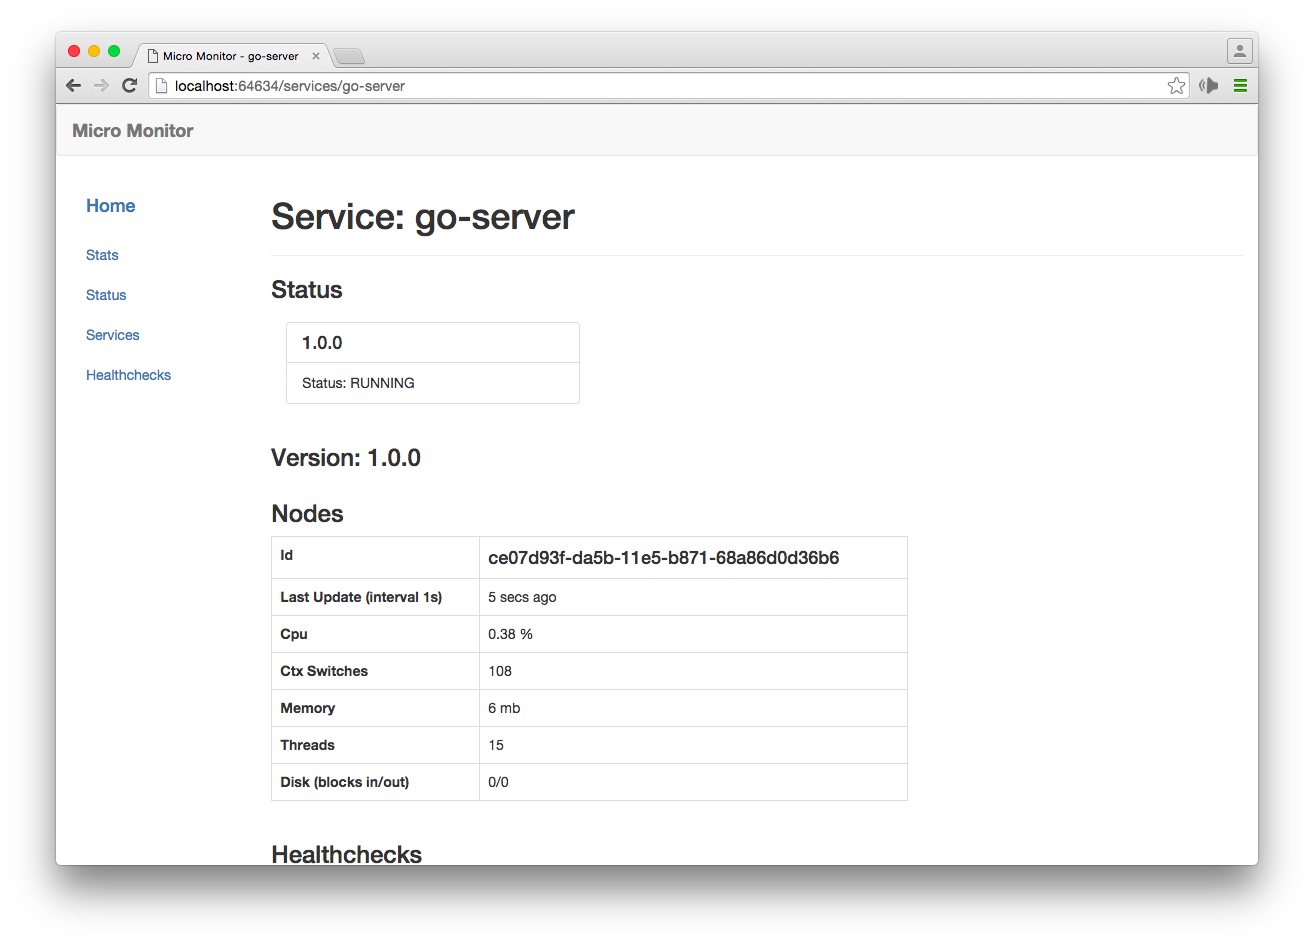 Micro Monitor - go-server
localhost:64634/services/go-server
Micro Monitor
Home
Stats
Status
Services
Healthchecks
Service: go-server
Status
1.0.0
Status: RUNNING
Version: 1.0.0
Nodes
Id ce07d93f-da5b-11e5-b871-68a86d0d36b6
Last Update (interval 1s) 5 secs ago
Cpu 0.38 %
Ctx Switches 108
Memory 6 mb
Threads 15
Disk (blocks in/out) 0/0
Healthchecks